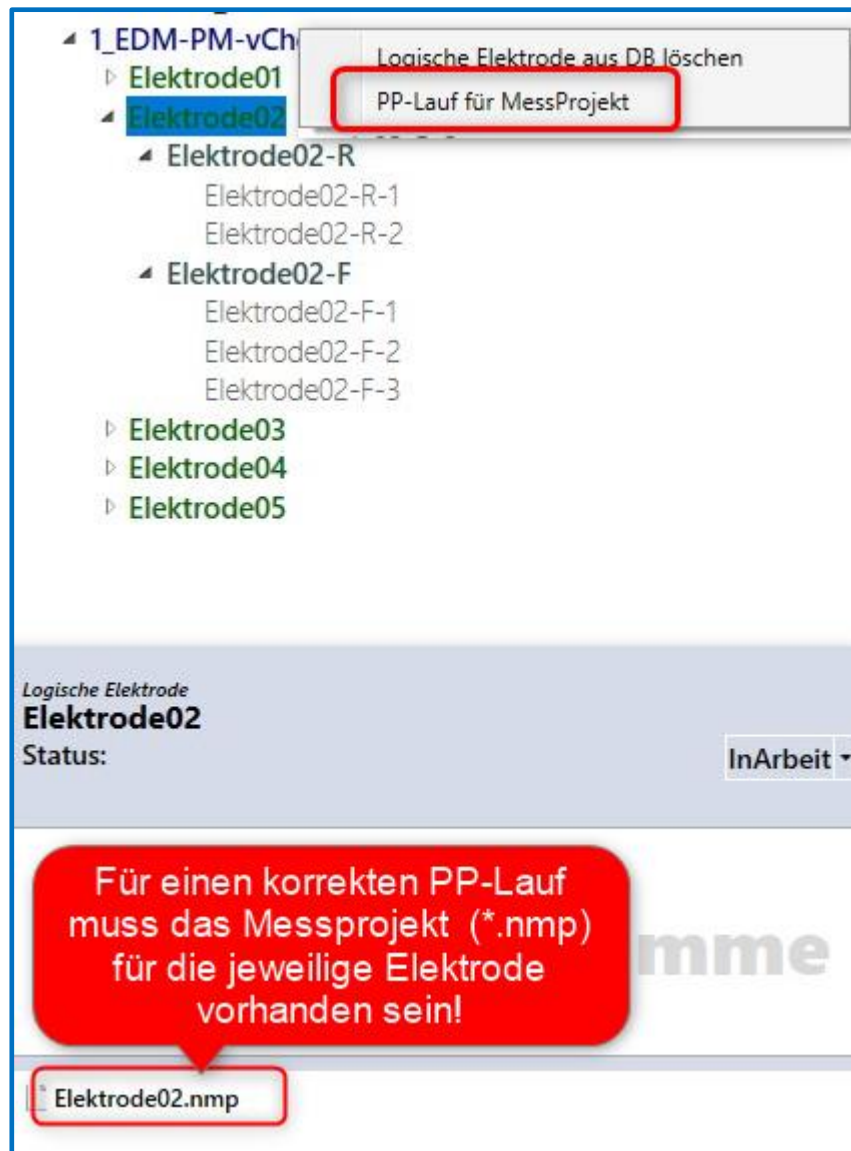 1_EDM-PM-vCh
Logische Elektrode aus DB löschen
Elektrode01
PP-Lauf für MessProjekt
Elektrode02
Elektrode02-R
Elektrode02-R-1
Elektrode02-R-2
Elektrode02-F
Elektrode02-F-1
Elektrode02-F-2
Elektrode02-F-3
Elektrode03
Elektrode04
Elektrode05
Logische Elektrode
Elektrode02
Status:
InArbeit
Für einen korrekten PP-Lauf
muss das Messprojekt (*.nmp)
für die jeweilige Elektrode
vorhanden sein!
mme
Elektrode02.nmp